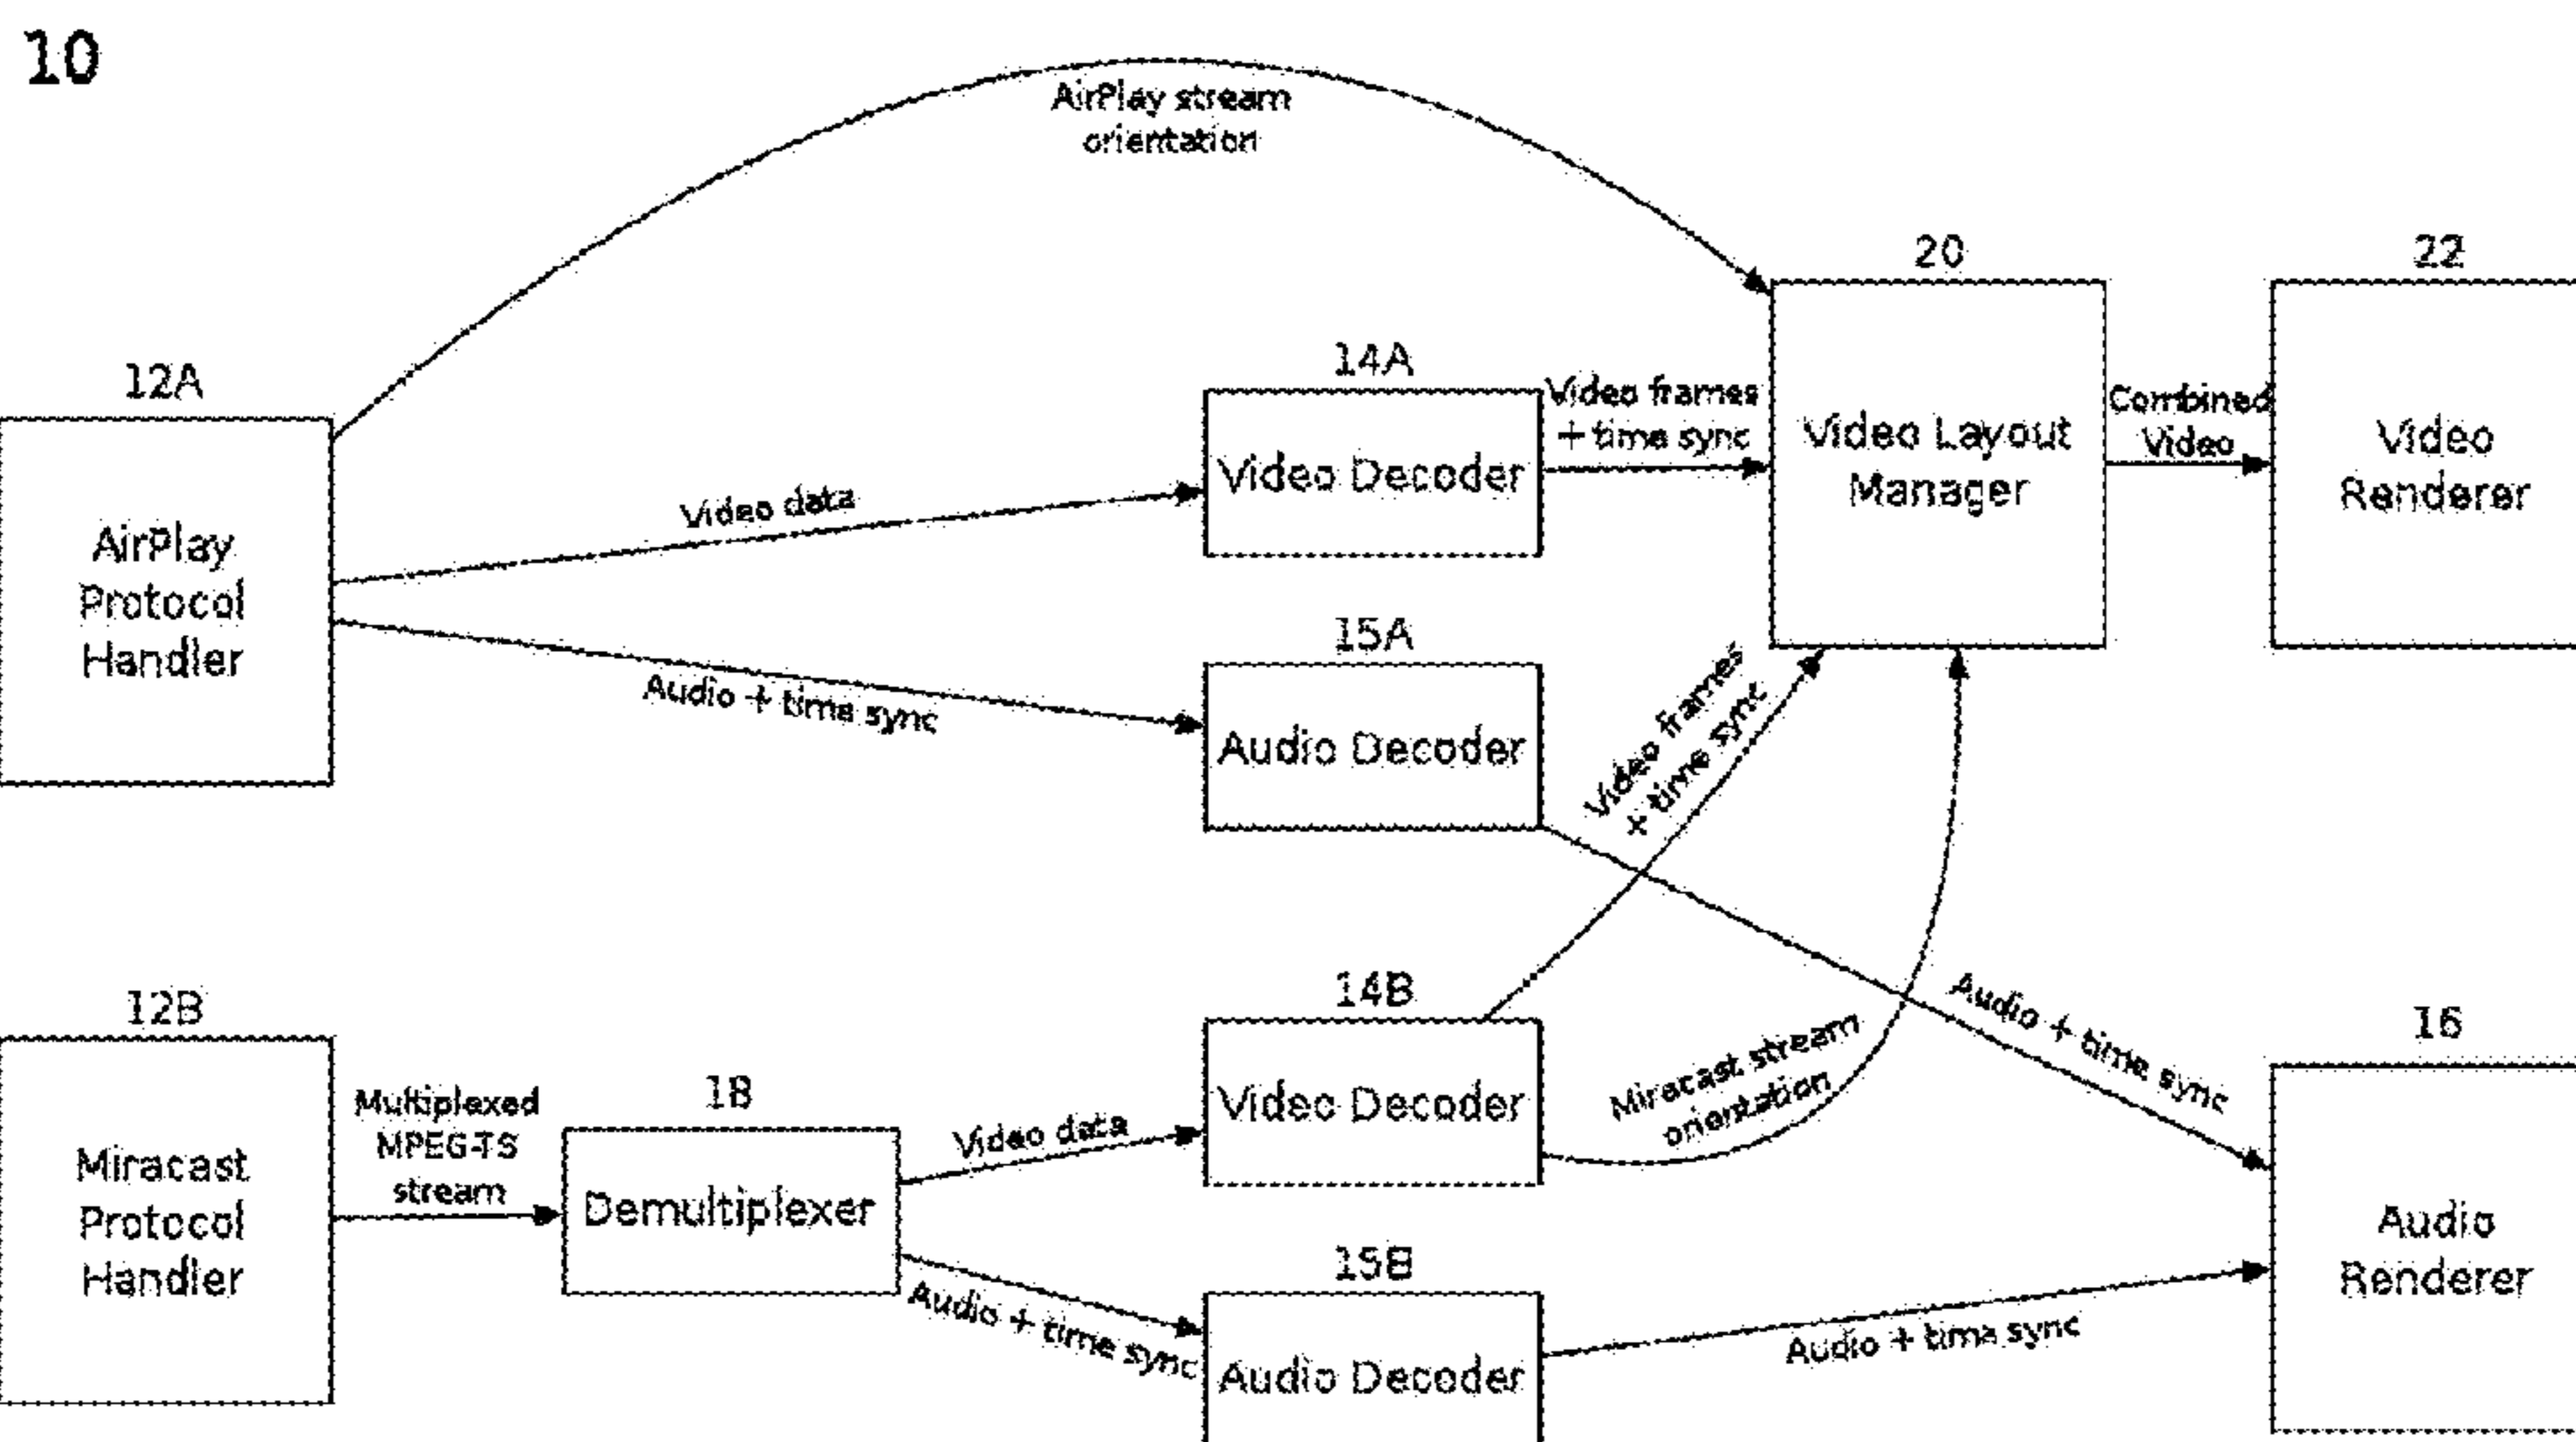 10
AirPlay stream
orientation
20
22
12A
14A
Video frames
+ time sync
Combined
Video
Video Layout
Manager
Video
Renderer
Video Decoder
Video data
AirPlay
Protocol
Handler
15A
Audio + time sync
Audio Decoder
Video frames
+ time sync
12B
14B
Audio + time sync
16
Multiplexed
MPEG-TS
stream
18
Video data
Video Decoder
Miracast stream
orientation
Miracast
Protocol
Handler
Demultiplexer
Audio
Renderer
15B
Audio + time sync
Audio Decoder
Audio + time sync